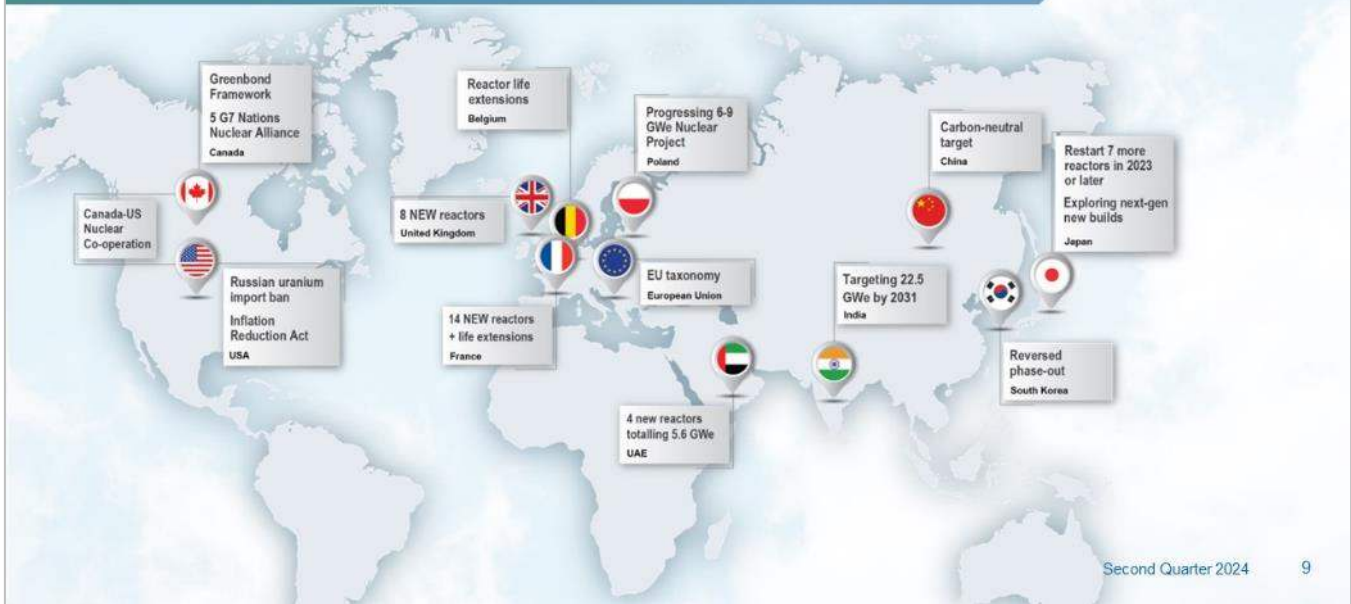 Greenbond
Framework
5 G7 Nations
Nuclear Alliance
Canada
Canada-US
Nuclear
Co-operation
Russian uranium
import ban
Inflation
Reduction Act
USA
Reactor life
extensions
Belgium
8 NEW reactors
United Kingdom
14 NEW reactors
+ life extensions
France
Progressing 6-9
GWe Nuclear
Project
Poland
EU taxonomy
European Union
4 new reactors
totalling 5.6 GWe
UAE
Targeting 22.5
GWe by 2031
India
Carbon-neutral
target
China
Restart 7 more
reactors in 2023
or later
Exploring next-gen
new builds
Japan
Reversed
phase-out
South Korea
Second Quarter 2024 9